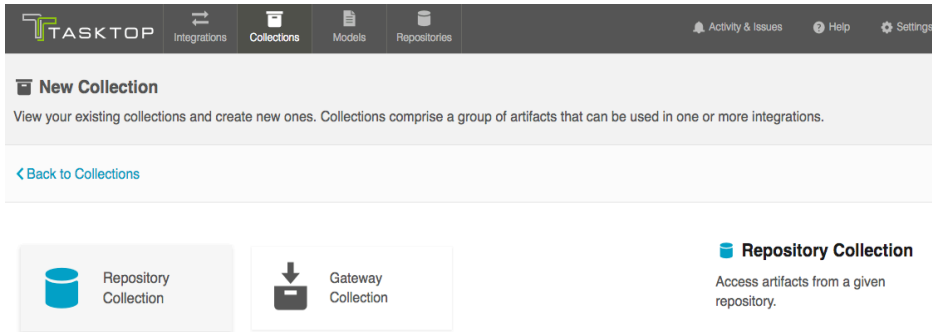 TASKTOP
Integrations
Collections
Models
Repositories
Activity & Issues
Help
Settings
New Collection
View your existing collections and create new ones. Collections comprise a group of artifacts that can be used in one or more integrations.
Back to Collections
Repository
Collection
Gateway
Collection
Repository Collection
Access artifacts from a given
repository.